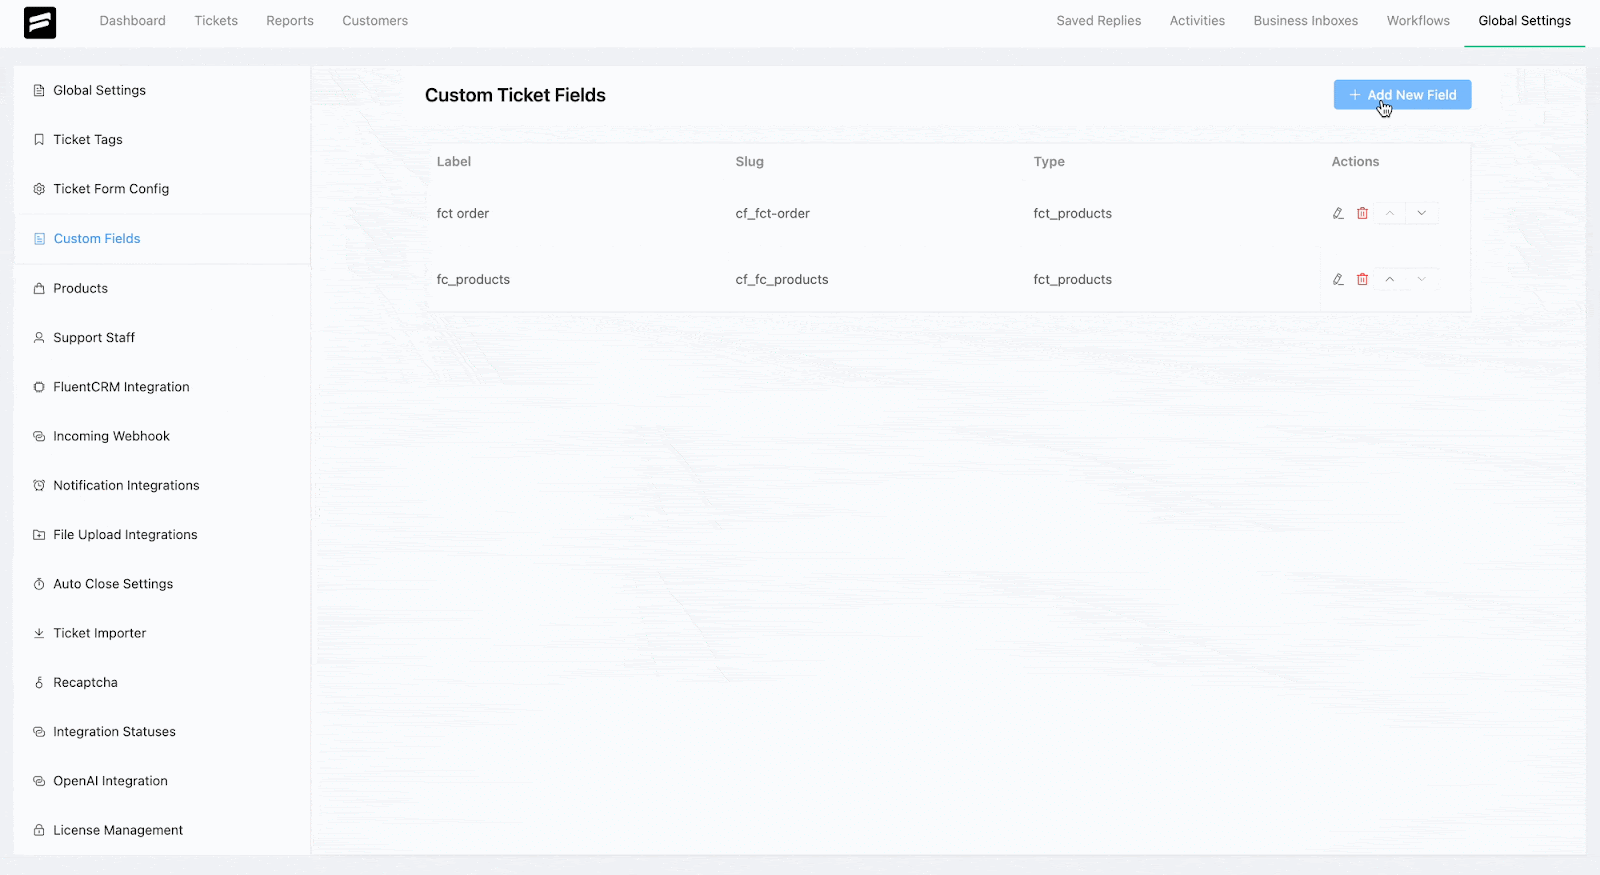 Dashboard Tickets Reports Customers Saved Replies Activities Business Inboxes Workflows Global Settings
Global Settings
Ticket Tags
Ticket Form Config
Custom Fields
Products
Support Staff
FluentCRM Integration
Incoming Webhook
Notification Integrations
File Upload Integrations
Auto Close Settings
Ticket Importer
Recaptcha
Integration Statuses
OpenAI Integration
License Management
Custom Ticket Fields
Add New Field
Label Slug Type Actions
fct order cf_fct-order fct_products
fc_products cf_fc_products fct_products